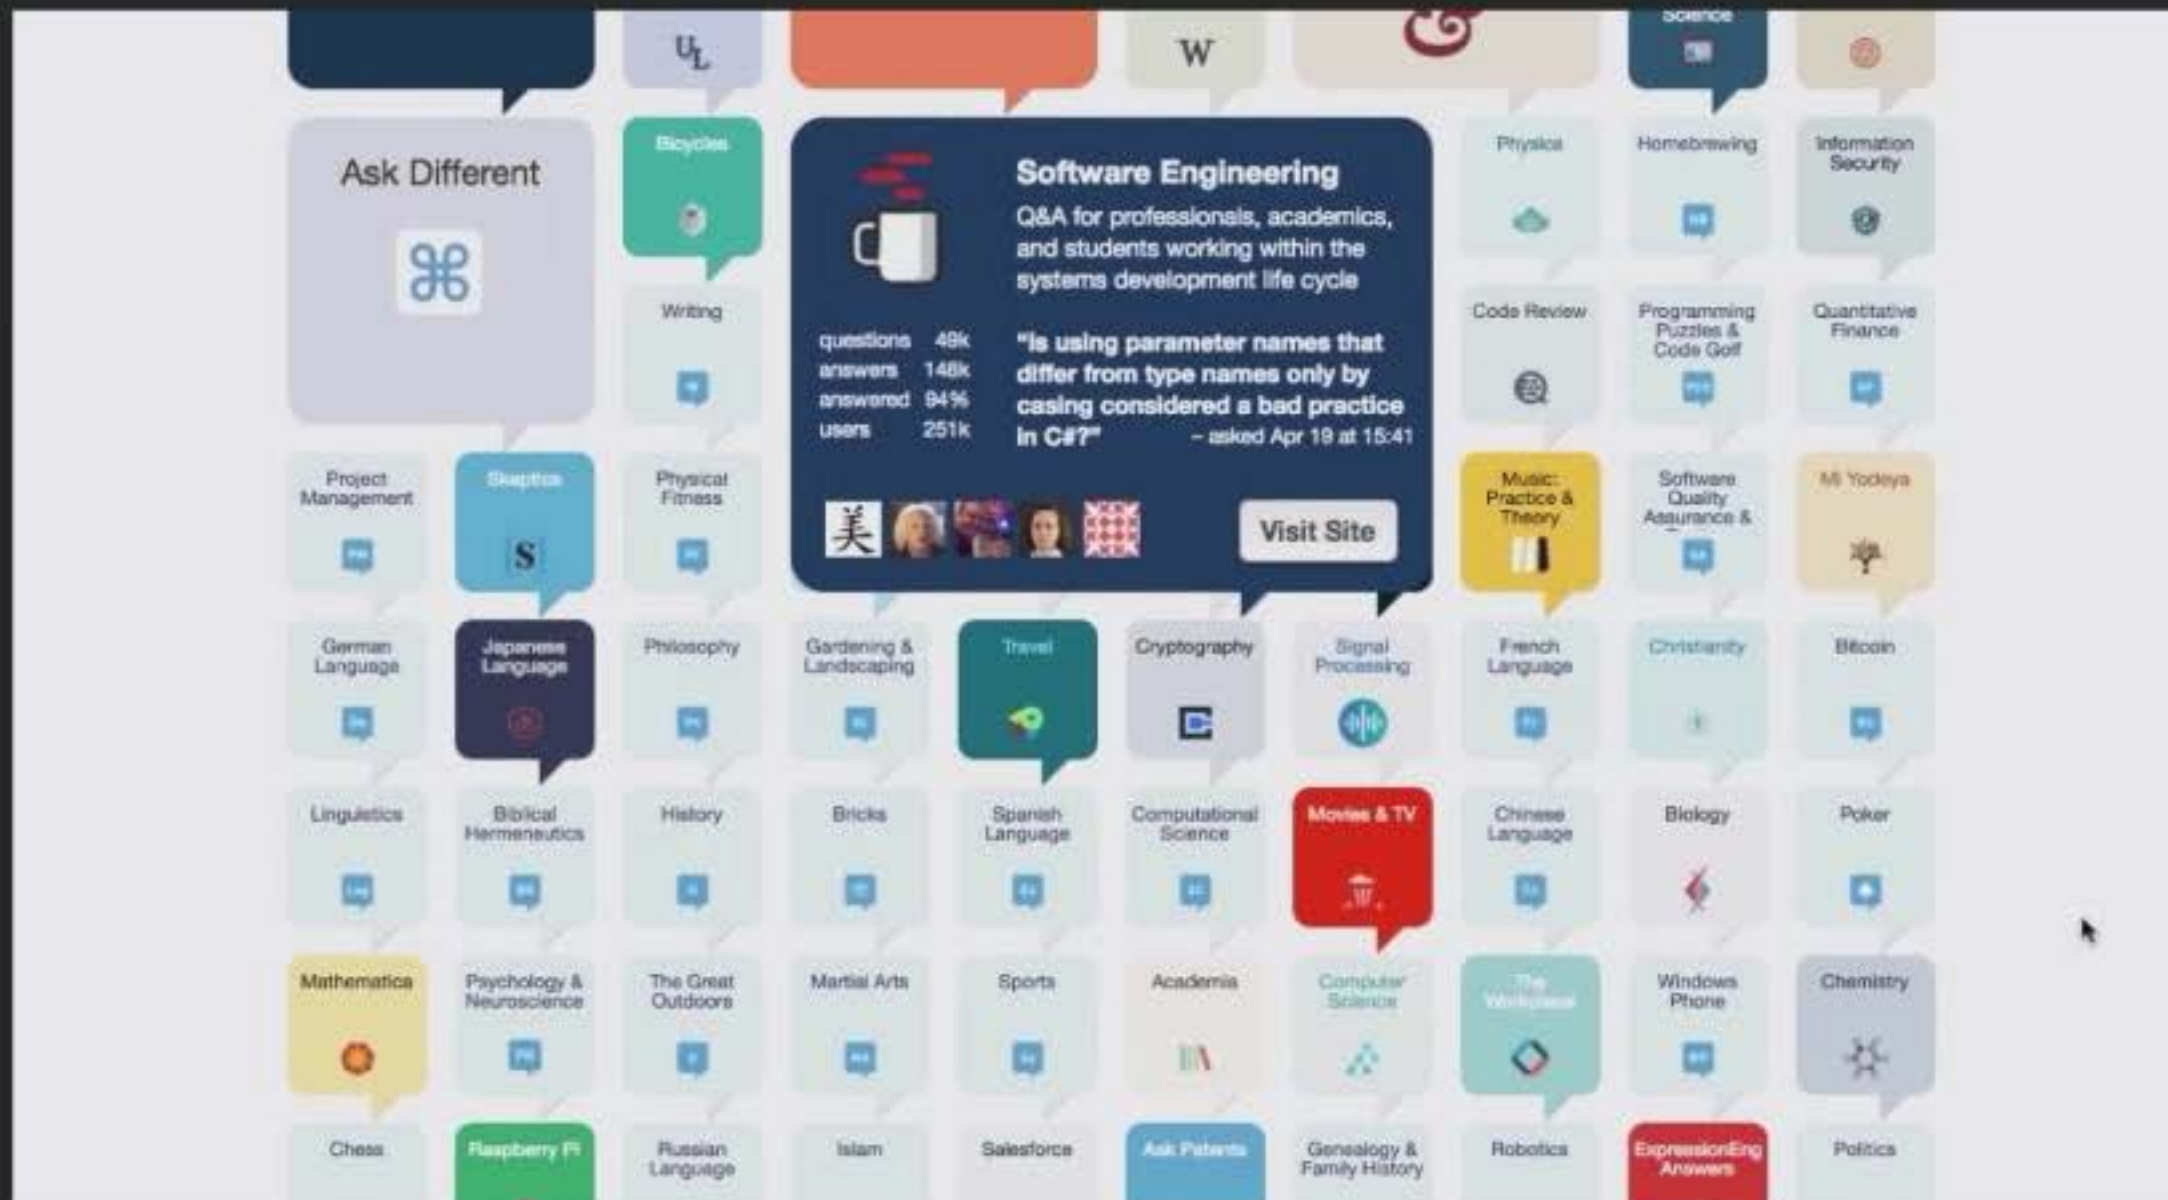 Science
UL
W
&
Ask Different
Bicycles
Software Engineering
Q&A for professionals, academics,
and students working within the
systems development life cycle
questions 49k
answers 148k
answered 94%
users 251k
"Is using parameter names that
differ from type names only by
casing considered a bad practice
in C#?"
– asked Apr 19 at 15:41
Visit Site
美
Physics
Homebrewing
Information
Security
Writing
Code Review
Programming
Puzzles &
Code Golf
Quantitative
Finance
Project
Management
Skeptics
S
Physical
Fitness
Music:
Practice &
Theory
Software
Quality
Assurance &
Mi Yodeya
German
Language
Japanese
Language
Philosophy
Gardening &
Landscaping
Travel
Cryptography
Signal
Processing
French
Language
Christianity
Bitcoin
Linguistics
Biblical
Hermeneutics
History
Bricks
Spanish
Language
Computational
Science
Movies & TV
Chinese
Language
Biology
Poker
Mathematica
Psychology &
Neuroscience
The Great
Outdoors
Martial Arts
Sports
Academia
Computer
Science
The
Workplace
Windows
Phone
Chemistry
Chess
Raspberry Pi
Russian
Language
Islam
Salesforce
Ask Patents
Genealogy &
Family History
Robotics
ExpressionEng
Answers
Politics